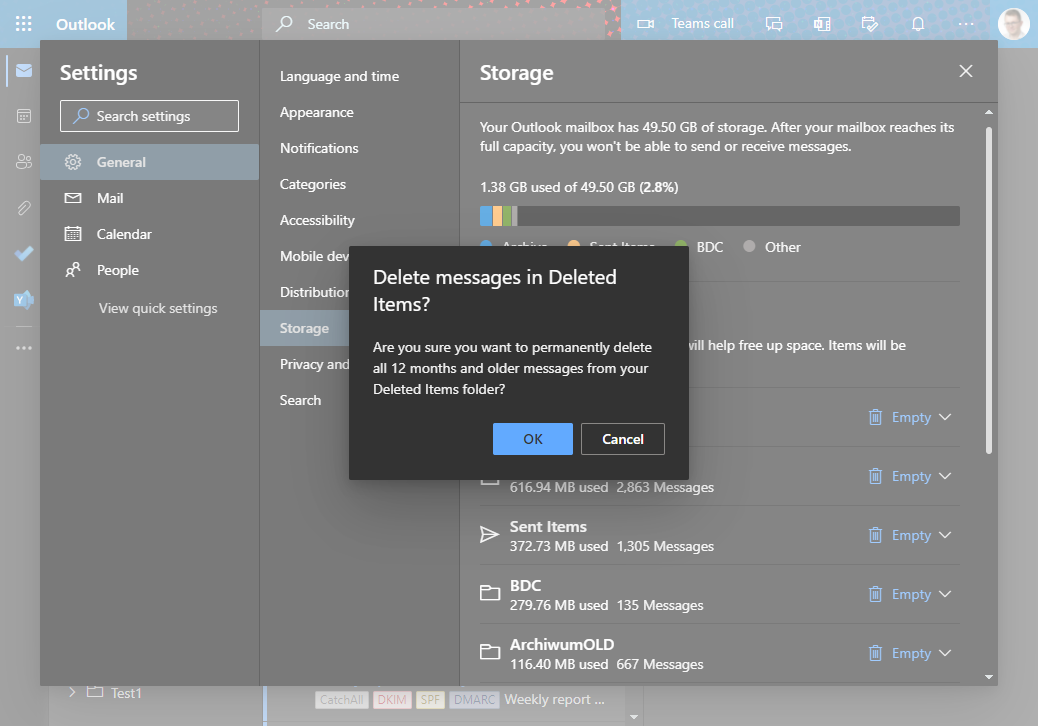 Outlook
Search
Teams call
Settings
Search settings
General
Mail
Calendar
People
View quick settings
Language and time
Appearance
Notifications
Categories
Accessibility
Mobile dev
Distribution
Storage
Privacy and
Search
Storage
Your Outlook mailbox has 49.50 GB of storage. After your mailbox reaches its
full capacity, you won't be able to send or receive messages.
1.38 GB used of 49.50 GB (2.8%)
Archive Sent Items BDC Other
will help free up space. Items will be
Delete messages in Deleted
Items?
Are you sure you want to permanently delete
all 12 months and older messages from your
Deleted Items folder?
OK Cancel
Empty
616.94 MB used 2,863 Messages
Empty
Sent Items
372.73 MB used 1,305 Messages
Empty
BDC
279.76 MB used 135 Messages
Empty
ArchiwumOLD
116.40 MB used 667 Messages
Empty
Test1
CatchAll DKIM SPF DMARC Weekly report ...